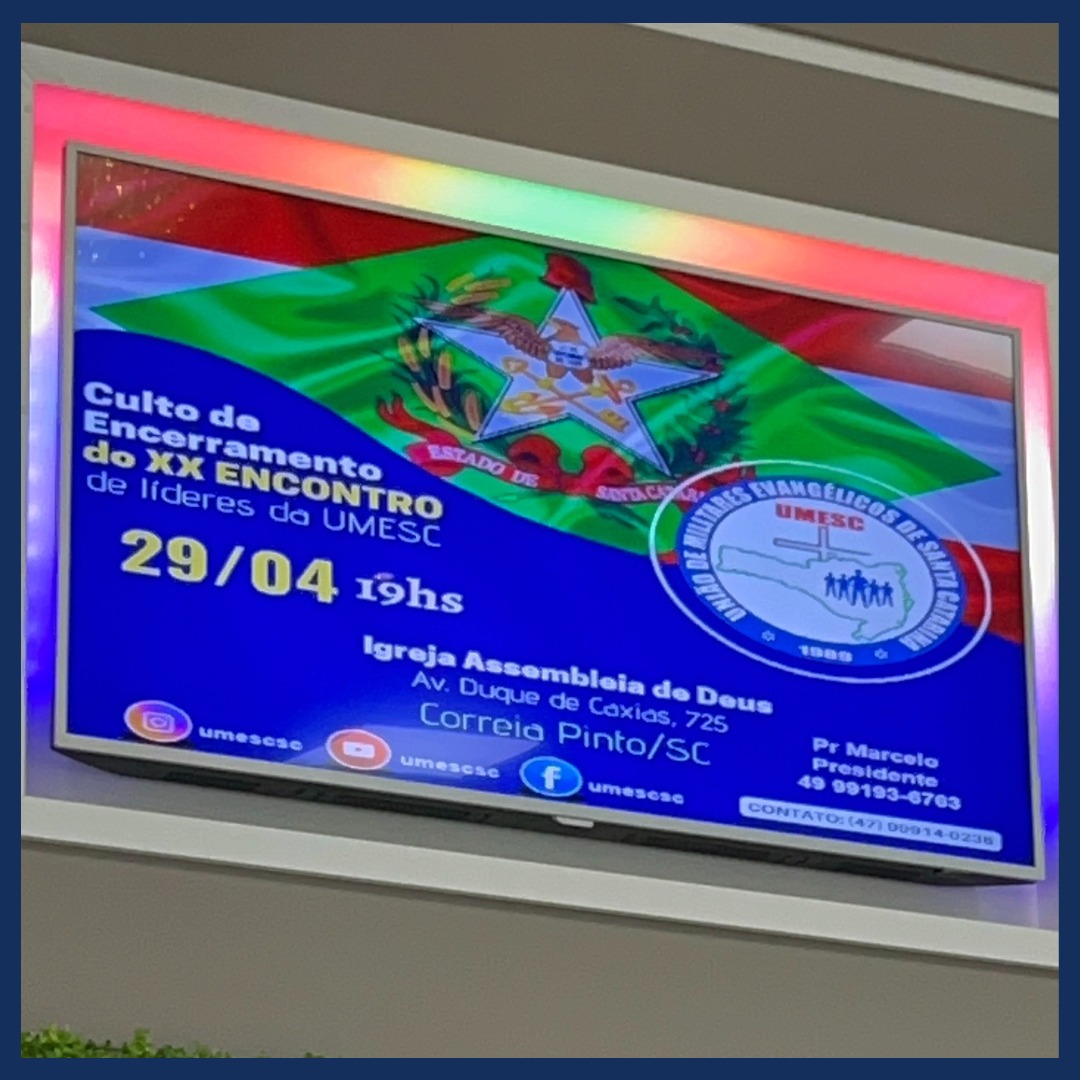 ESTADO DE SANTA CATARINA
Culto de
Encerramento
do XX ENCONTRO
de líderes da UMESC
29/04 19hs
UNIÃO DE MILITARES EVANGÉLICOS DE SANTA CATARINA
UMESC
1989
Igreja Assembleia de Deus
Av. Duque de Caxias, 725
Correia Pinto/SC
umescsc
umescsc
umescsc
Pr Marcelo
Presidente
49 99193-6763
CONTATO: (47) 99914-0236